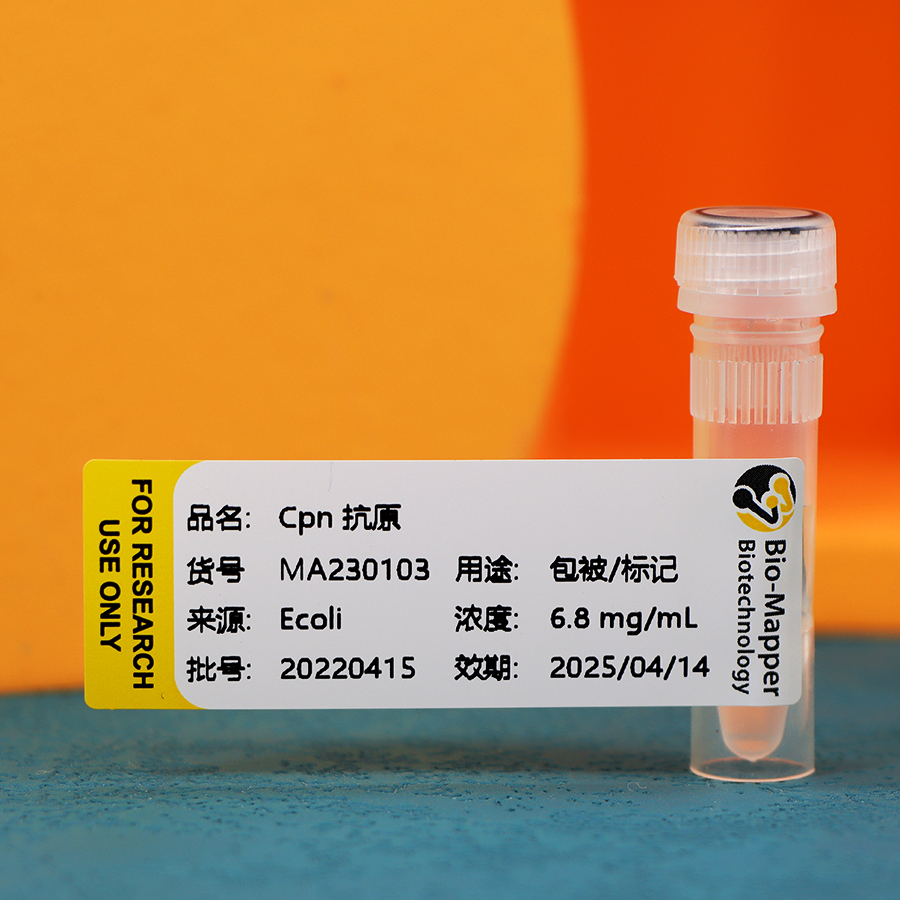 FOR RESEARCH
USE ONLY
品名: Cpn 抗原
货号 MA230103 用途: 包被/标记
来源: Ecoli 浓度: 6.8 mg/mL
批号: 20220415 效期: 2025/04/14
Bio-Mapper
Biotechnology